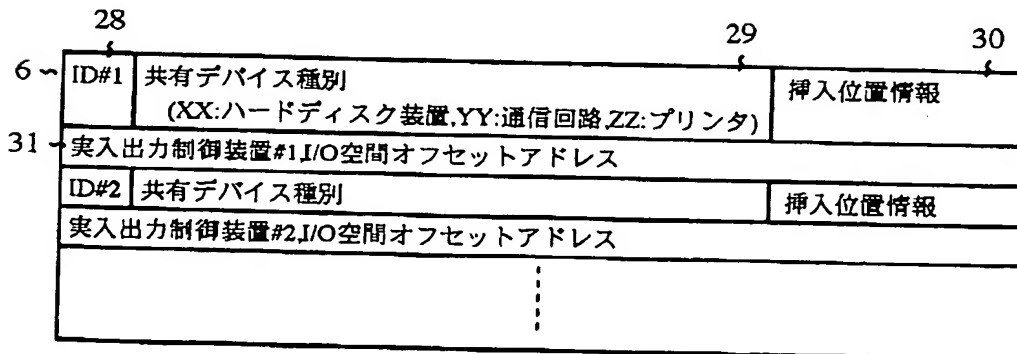 28 29 30
6 ID#1 共有デバイス種別 挿入位置情報
(XX:ハードディスク装置,YY:通信回路,ZZ:プリンタ)
31 実入出力制御装置#1,I/O空間オフセットアドレス
ID#2 共有デバイス種別 挿入位置情報
実入出力制御装置#2,I/O空間オフセットアドレス